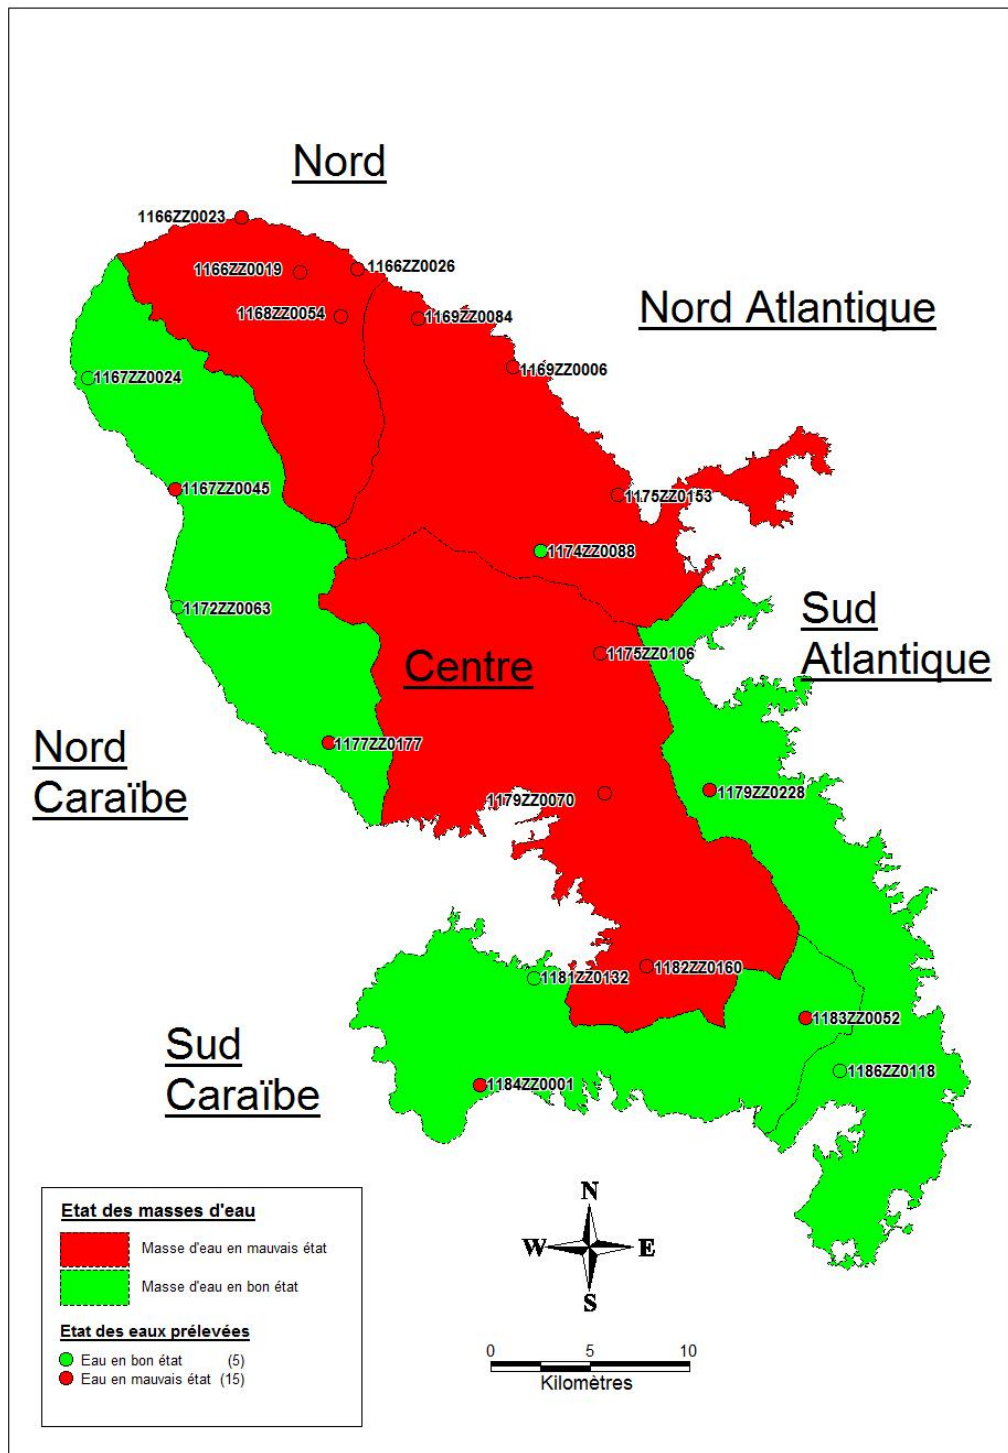 Nord
1166ZZ0023
1166ZZ0019
1166ZZ0026
1168ZZ0054
1169ZZ0084
Nord Atlantique
1169ZZ0006
1167ZZ0024
1167ZZ0045
1175ZZ0153
1174ZZ0088
1172ZZ0063
Sud
Atlantique
1175ZZ0106
Centre
Nord
Caraïbe
1177ZZ0177
1179ZZ0070
1179ZZ0228
1181ZZ0132
1182ZZ0160
1183ZZ0052
Sud
Caraïbe
1184ZZ0001
1186ZZ0118
Etat des masses d'eau
Masse d'eau en mauvais état
Masse d'eau en bon état
Etat des eaux prélevées
Eau en bon état (5)
Eau en mauvais état (15)
N
W E
S
0 5 10
Kilomètres